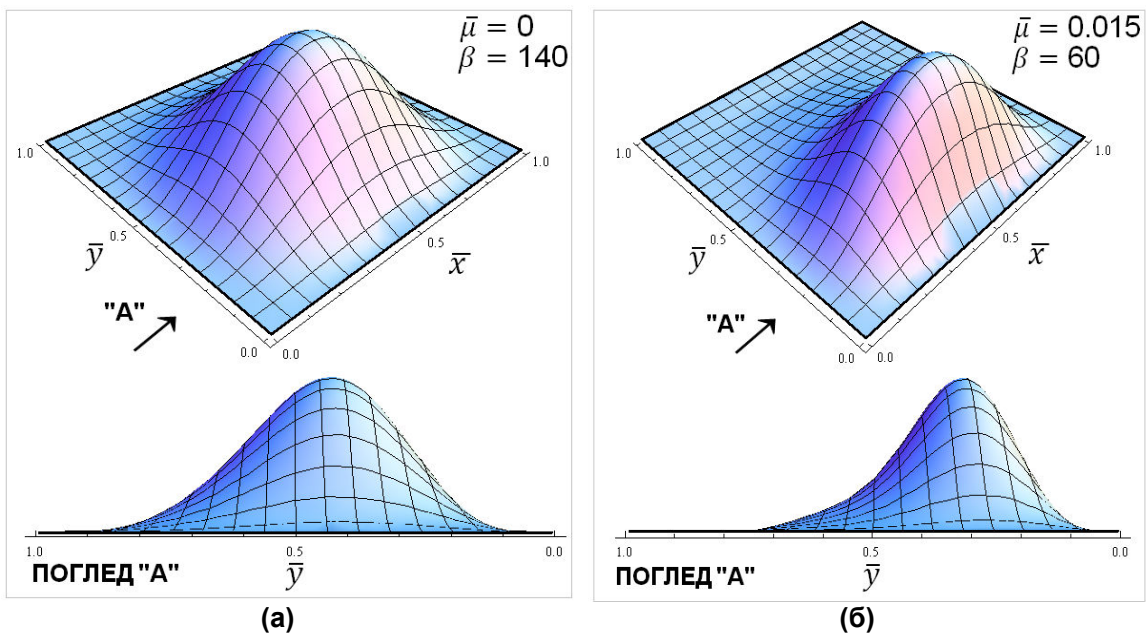 μ̄ = 0
β = 140
1.0
0.5
ȳ
"А"
0.0
0.0
0.5
x̄
1.0
1.0
0.5
0.0
ПОГЛЕД "А"
ȳ
(а)
μ̄ = 0.015
β = 60
1.0
0.5
ȳ
"А"
0.0
0.0
0.5
x̄
1.0
1.0
0.5
0.0
ПОГЛЕД "А"
ȳ
(б)